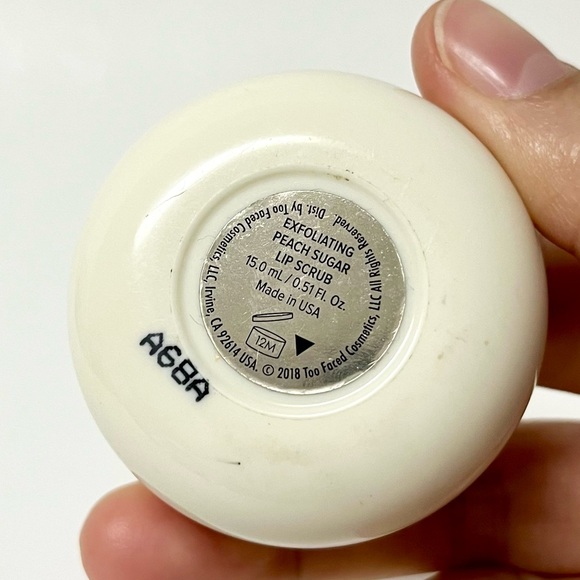 EXFOLIATING
PEACH SUGAR
LIP SCRUB
15.0 mL / 0.51 Fl. Oz.
Made in USA
12M
Dist. by Too Faced Cosmetics, LLC, Irvine, CA 92614 USA. © 2018 Too Faced Cosmetics, LLC All Rights Reserved
A68A